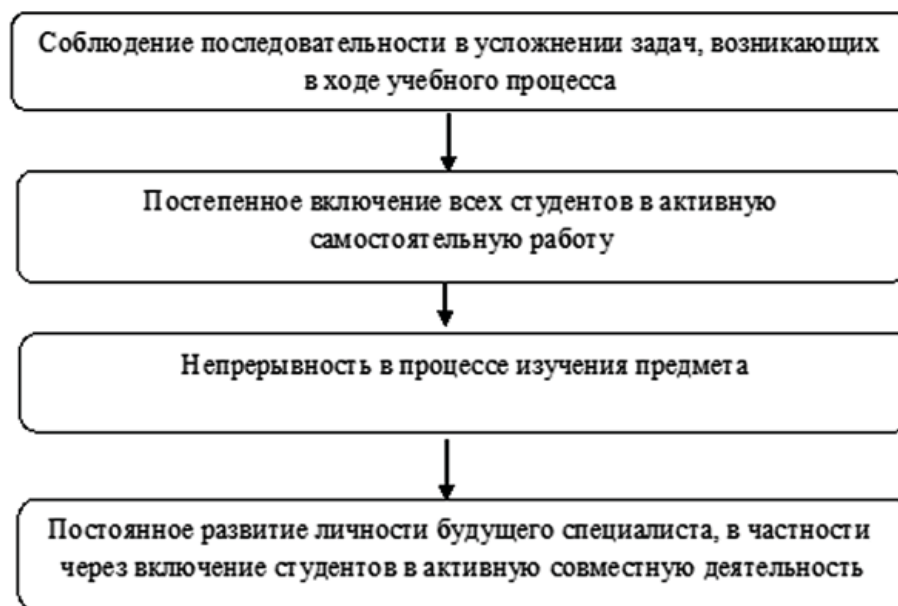 Соблюдение последовательности в усложнении задач, возникающих
в ходе учебного процесса
Постепенное включение всех студентов в активную
самостоятельную работу
Непрерывность в процессе изучения предмета
Постоянное развитие личности будущего специалиста, в частности
через включение студентов в активную совместную деятельность